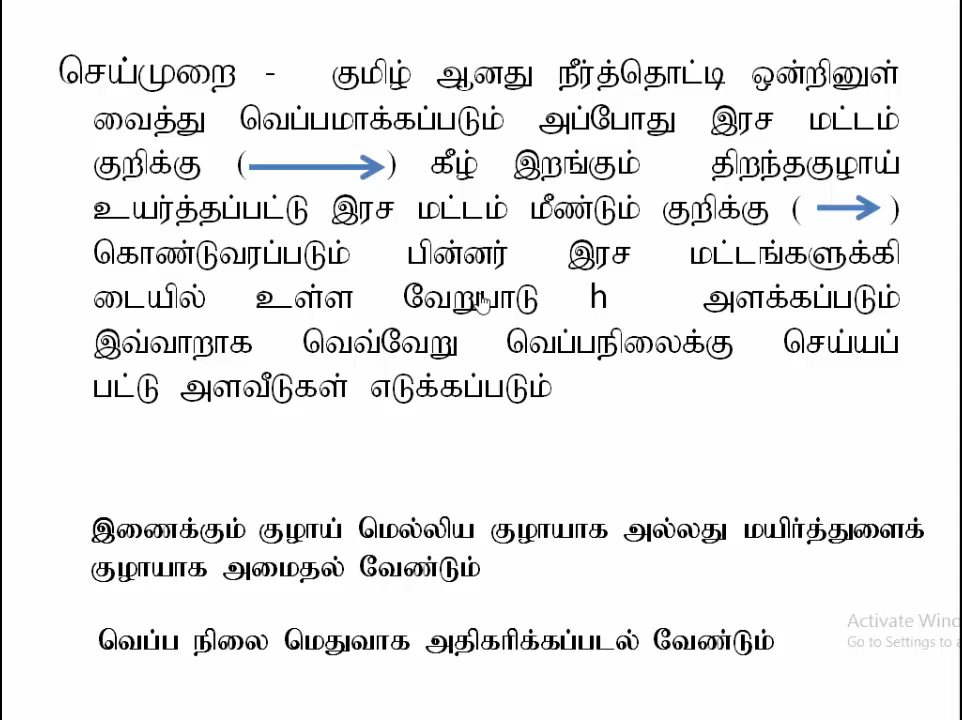 செய்முறை - குமிழ் ஆனது நீர்த்தொட்டி ஒன்றினுள்
வைத்து வெப்பமாக்கப்படும் அப்போது இரச மட்டம்
குறிக்கு ( ) கீழ் இறங்கும் திறந்தகுழாய்
உயர்த்தப்பட்டு இரச மட்டம் மீண்டும் குறிக்கு ( )
கொண்டுவரப்படும் பின்னர் இரச மட்டங்களுக்கி
டையில் உள்ள வேறுபாடு h அளக்கப்படும்
இவ்வாறாக வெவ்வேறு வெப்பநிலைக்கு செய்யப்
பட்டு அளவீடுகள் எடுக்கப்படும்
இணைக்கும் குழாய் மெல்லிய குழாயாக அல்லது மயிர்த்துளைக்
குழாயாக அமைதல் வேண்டும்
வெப்ப நிலை மெதுவாக அதிகரிக்கப்படல் வேண்டும்
Activate Wind
Go to Settings to a